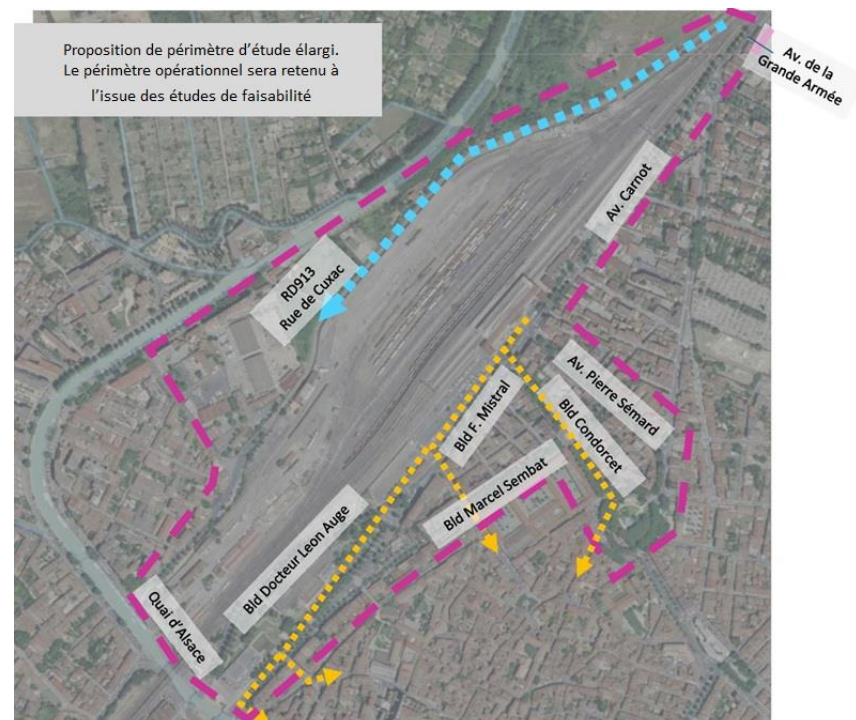 Proposition de périmètre d'étude élargi.
Le périmètre opérationnel sera retenu à
l'issue des études de faisabilité
Av. de la
Grande Armée
Av. Carnot
RD913
Rue de Cuxac
Av. Pierre Sémard
Bld F. Mistral
Bld Condorcet
Bld Marcel Sembat
Bld Docteur Leon Auge
Quai d'Alsace